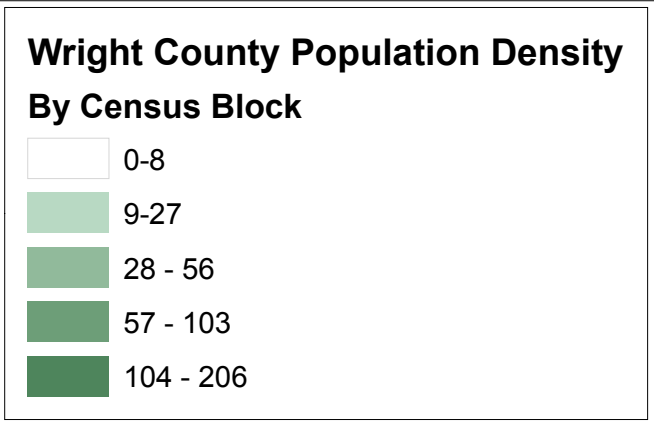 Wright County Population Density
By Census Block
0-8
9-27
28 - 56
57 - 103
104 - 206